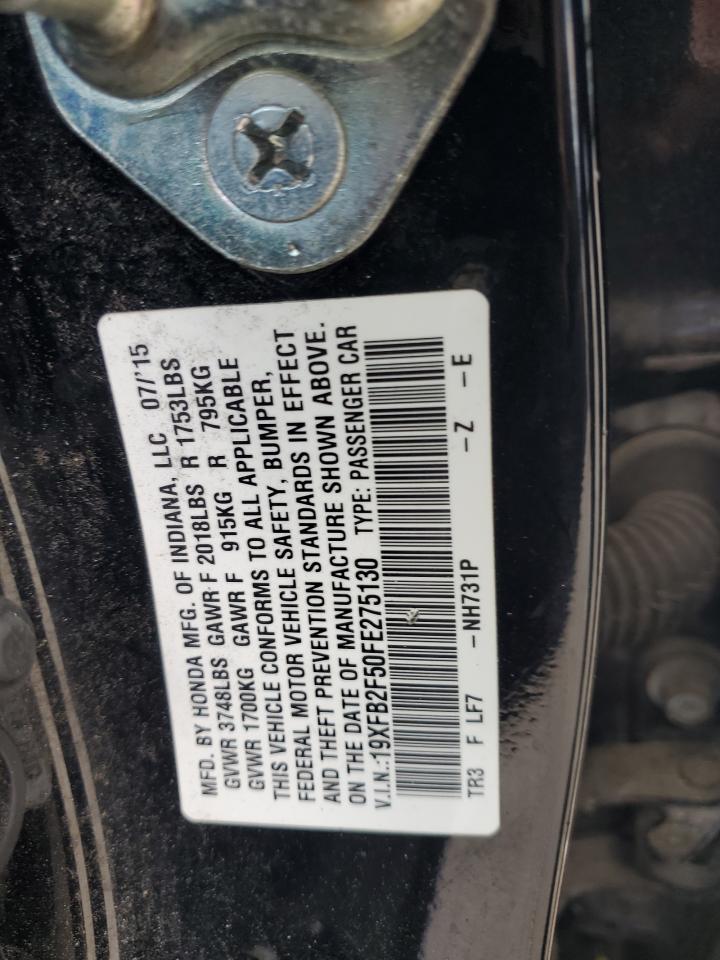 MFD. BY HONDA MFG. OF INDIANA, LLC 07/'15
GVWR 3748LBS GAWR F 2018LBS R 1753LBS
GVWR 1700KG GAWR F 915KG R 795KG
THIS VEHICLE CONFORMS TO ALL APPLICABLE
FEDERAL MOTOR VEHICLE SAFETY, BUMPER,
AND THEFT PREVENTION STANDARDS IN EFFECT
ON THE DATE OF MANUFACTURE SHOWN ABOVE.
V.I.N.:19XFB2F50FE275130 TYPE: PASSENGER CAR
TR3 F LF7 -NH731P -Z -E